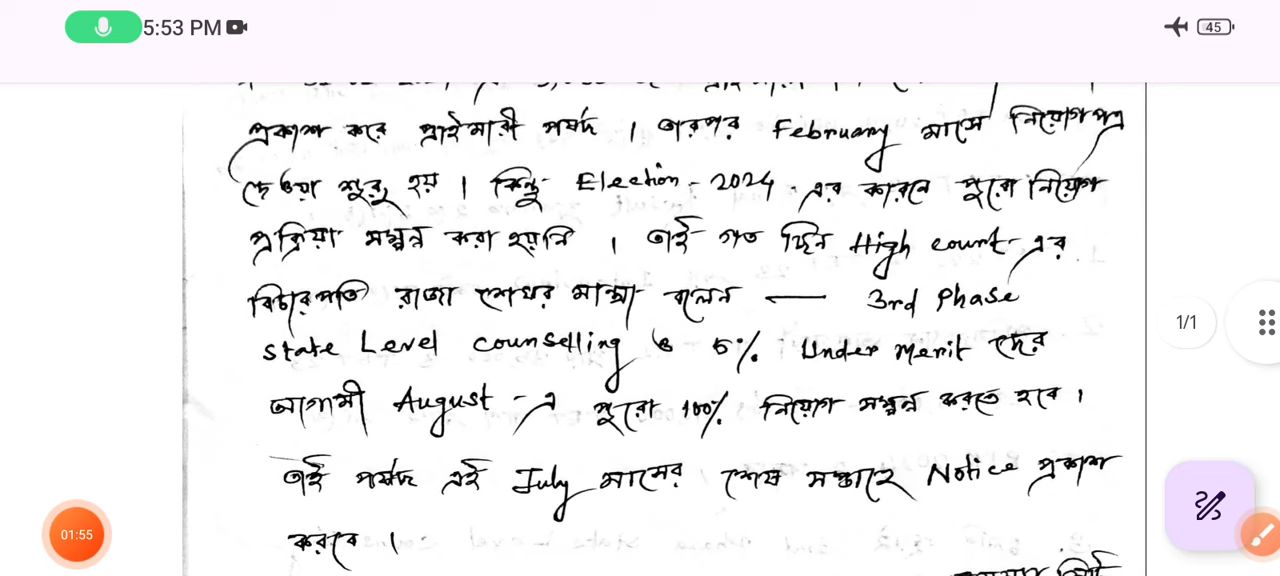 5:53 PM
45
প্রকাশ করে প্রাইমারী পর্ষদ । তারপর February মাসে নিয়োগপত্র
দেওয়া শুরু হয় । কিন্তু Election - 2024 - এর কারনে পুরো নিয়োগ
প্রক্রিয়া সম্পন্ন করা হয়নি । তাই গত দিন High count - এর
বিচারপতি রাজা শেখর মান্থা বলেন — 3rd Phase
1/1
State Level counselling ও 5% Under Merit দের
আগামী August - এ পুরো 100% নিয়োগ সম্পন্ন করতে হবে ।
তাই পর্ষদ এই July মাসের শেষ সপ্তাহে Notice প্রকাশ
করবে ।
01:55